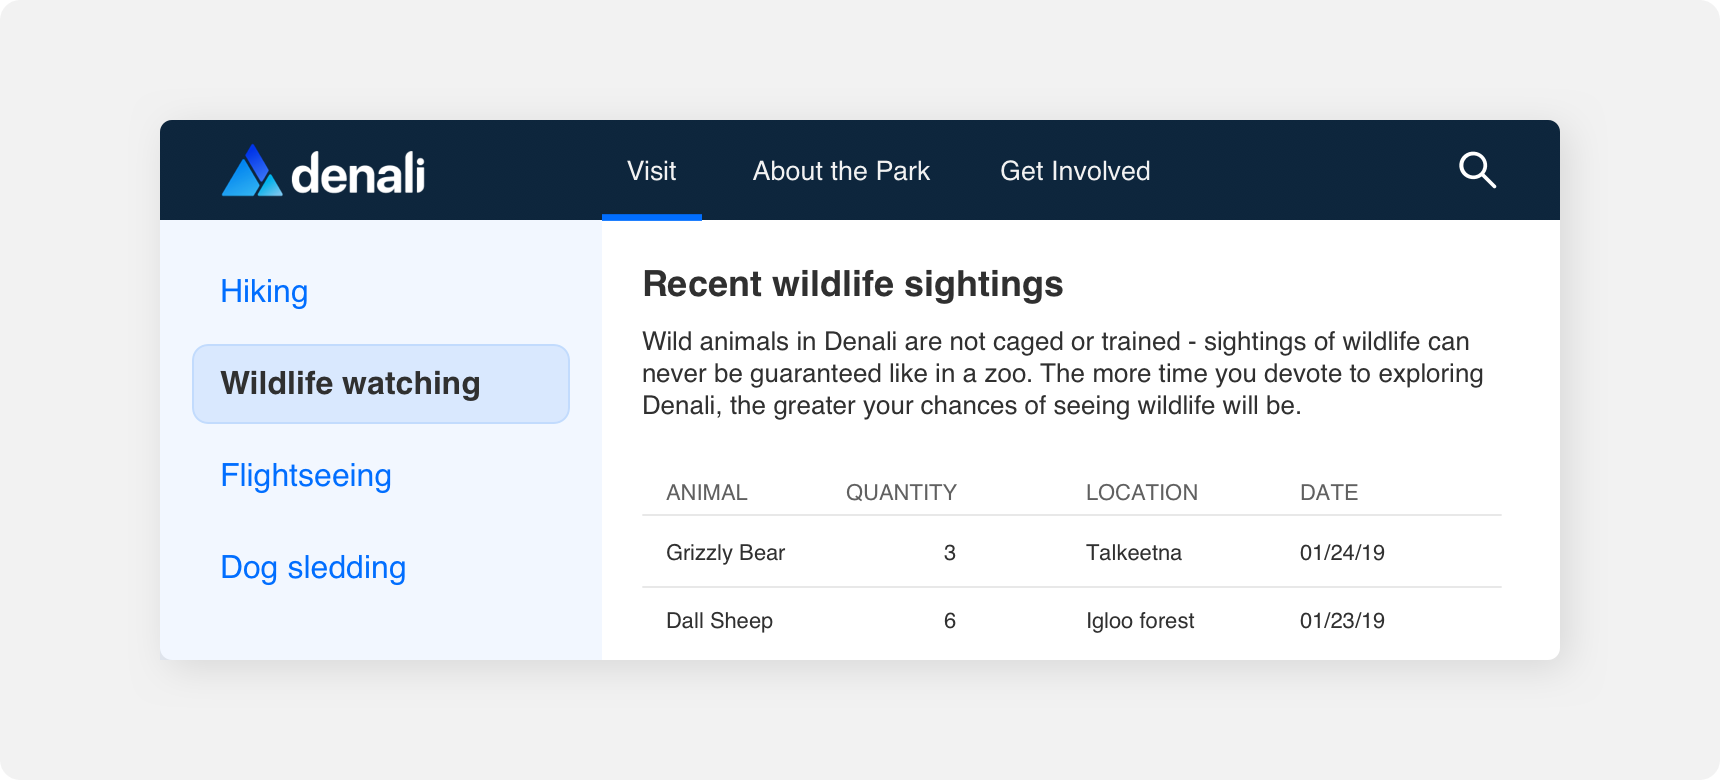 denali
Visit About the Park Get Involved
Hiking
Wildlife watching
Flightseeing
Dog sledding
Recent wildlife sightings
Wild animals in Denali are not caged or trained - sightings of wildlife can
never be guaranteed like in a zoo. The more time you devote to exploring
Denali, the greater your chances of seeing wildlife will be.
ANIMAL QUANTITY LOCATION DATE
Grizzly Bear 3 Talkeetna 01/24/19
Dall Sheep 6 Igloo forest 01/23/19